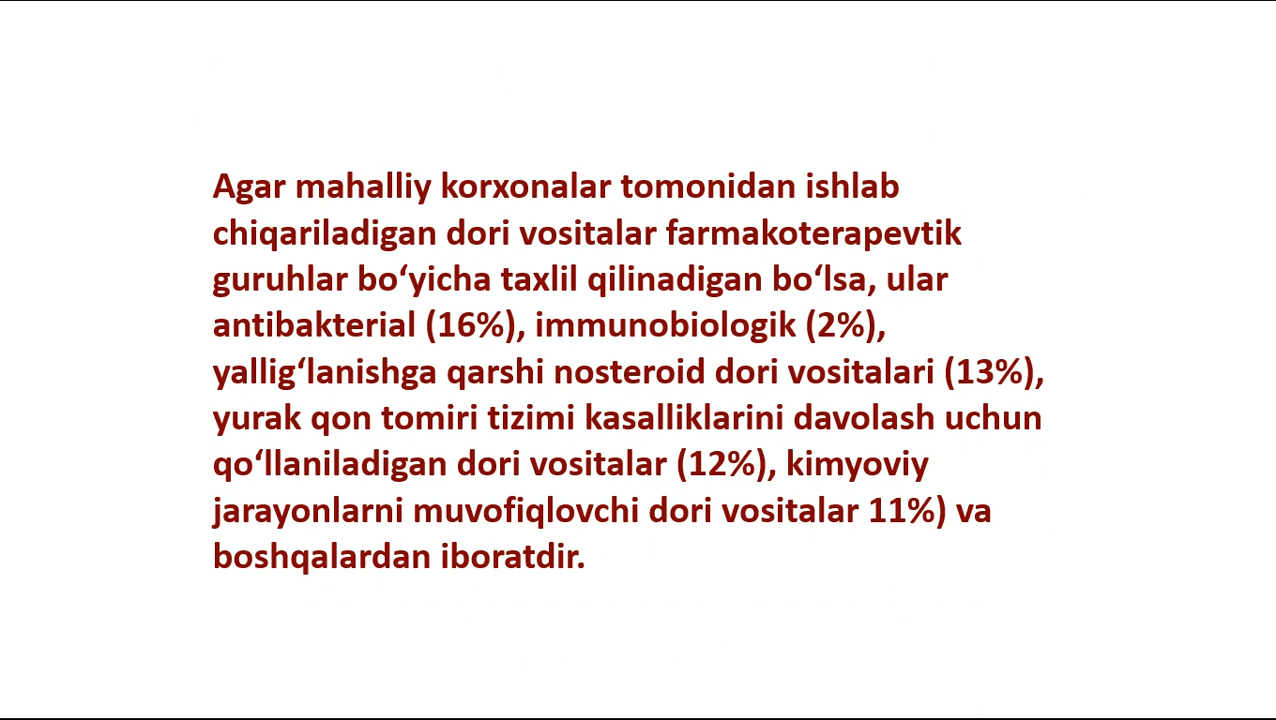 Agar mahalliy korxonalar tomonidan ishlab
chiqariladigan dori vositalar farmakoterapevtik
guruhlar bo‘yicha taxlil qilinadigan bo‘lsa, ular
antibakterial (16%), immunobiologik (2%),
yallig‘lanishga qarshi nosteroid dori vositalari (13%),
yurak qon tomiri tizimi kasalliklarini davolash uchun
qo‘llaniladigan dori vositalar (12%), kimyoviy
jarayonlarni muvofiqlovchi dori vositalar 11%) va
boshqalardan iboratdir.